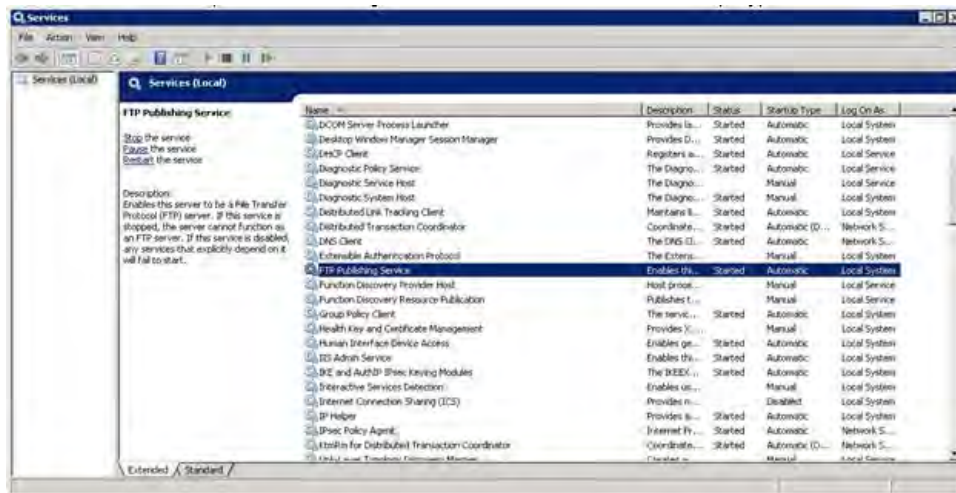 Services
File Action View Help
Services (Local)
Services (Local)
FTP Publishing Service
Stop the service
Pause the service
Restart the service
Description:
Enables this server to be a File Transfer
Protocol (FTP) server. If this service is
stopped, the server cannot function as
an FTP server. If this service is disabled,
any services that explicitly depend on it
will fail to start.
Name Description Status Startup Type Log On As
DCOM Server Process Launcher Provides la... Started Automatic Local System
Desktop Window Manager Session Manager Provides D... Started Automatic Local System
DHCP Client Registers a... Started Automatic Local Service
Diagnostic Policy Service The Diagno... Started Automatic Local Service
Diagnostic Service Host The Diagno... Manual Local Service
Diagnostic System Host The Diagno... Started Manual Local System
Distributed Link Tracking Client Maintains li... Started Automatic Local System
Distributed Transaction Coordinator Coordinate... Started Automatic (D... Network S...
DNS Client The DNS Cl... Started Automatic Network S...
Extensible Authentication Protocol The Extens... Manual Local System
FTP Publishing Service Enables thi... Started Automatic Local System
Function Discovery Provider Host Host proce... Manual Local Service
Function Discovery Resource Publication Publishes t... Manual Local Service
Group Policy Client The servic... Started Automatic Local System
Health Key and Certificate Management Provides X.... Manual Local System
Human Interface Device Access Enables ge... Started Automatic Local System
IIS Admin Service Enables thi... Started Automatic Local System
IKE and AuthIP IPsec Keying Modules The IKEEX... Started Automatic Local System
Interactive Services Detection Enables us... Manual Local System
Internet Connection Sharing (ICS) Provides n... Disabled Local System
IP Helper Provides a... Started Automatic Local System
IPsec Policy Agent Internet Pr... Started Automatic Network S...
KtmRm for Distributed Transaction Coordinator Coordinate... Started Automatic (D... Network S...
Link-Layer Topology Discovery Mapper Creates a... Manual Local Service
Extended Standard